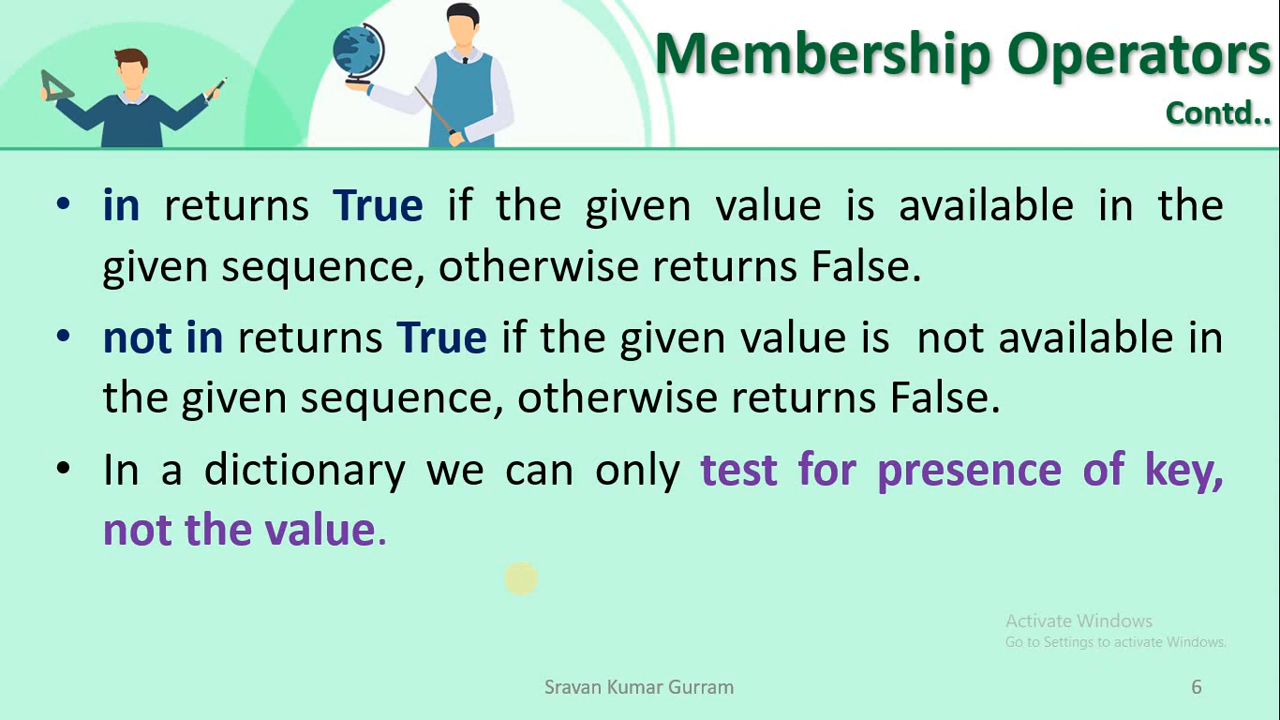 Membership Operators
Contd..
• in returns True if the given value is available in the
given sequence, otherwise returns False.
• not in returns True if the given value is  not available in
the given sequence, otherwise returns False.
• In a dictionary we can only test for presence of key,
not the value.
Activate Windows
Go to Settings to activate Windows.
Sravan Kumar Gurram
6